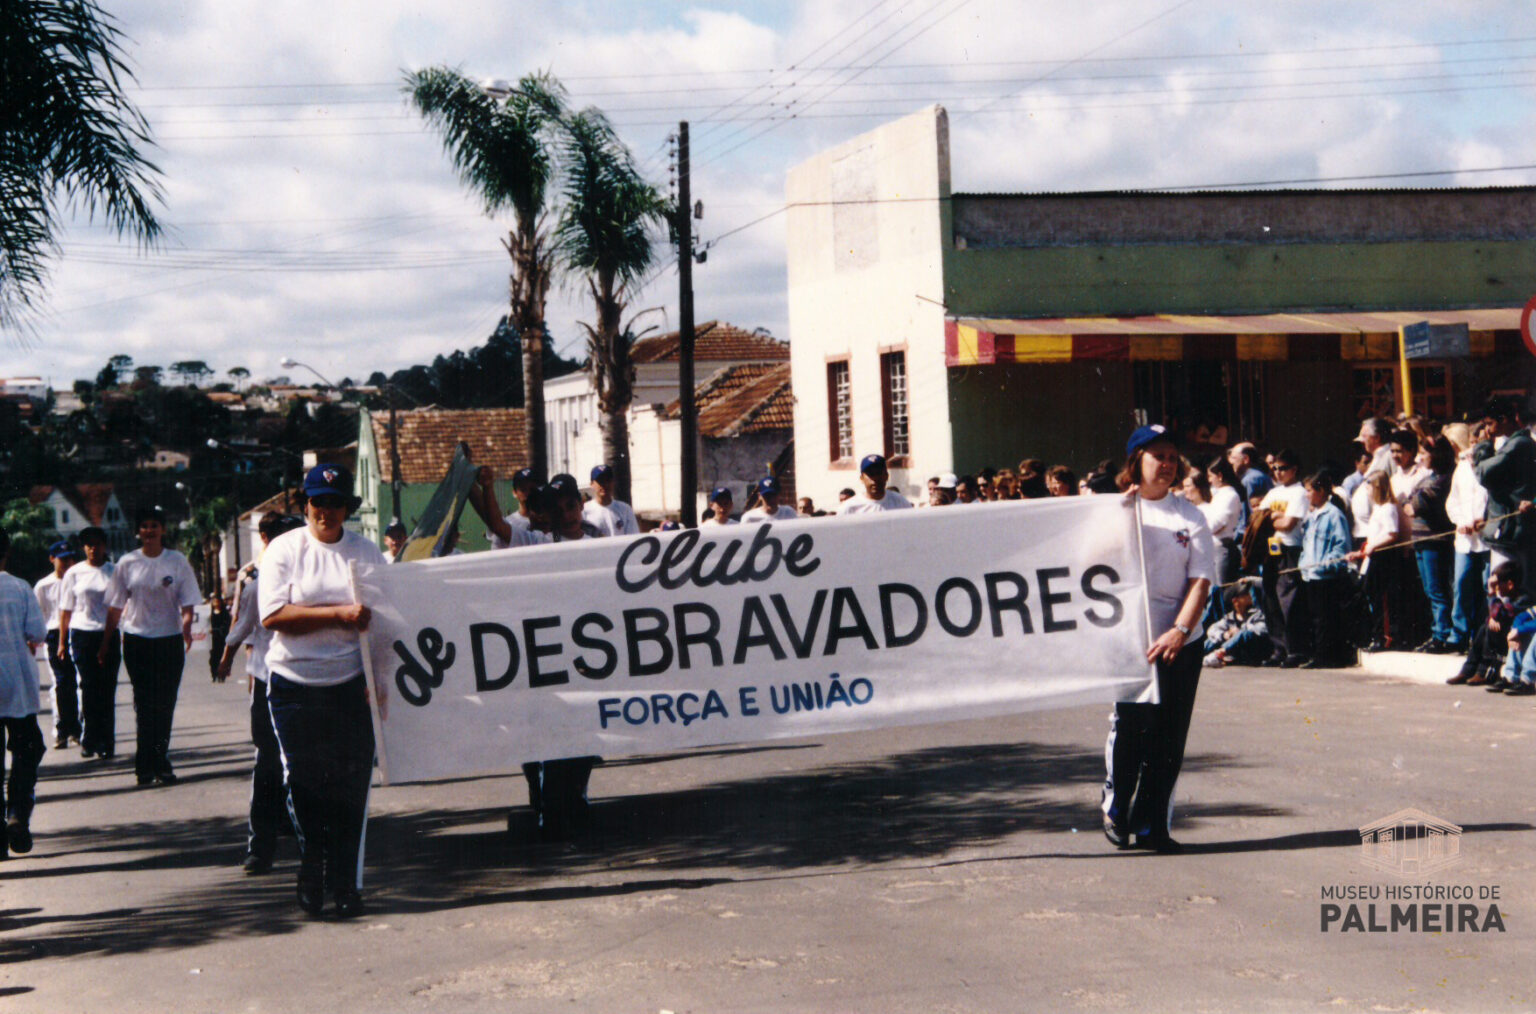 Clube
de DESBRAVADORES
FORÇA E UNIÃO
MUSEU HISTÓRICO DE
PALMEIRA